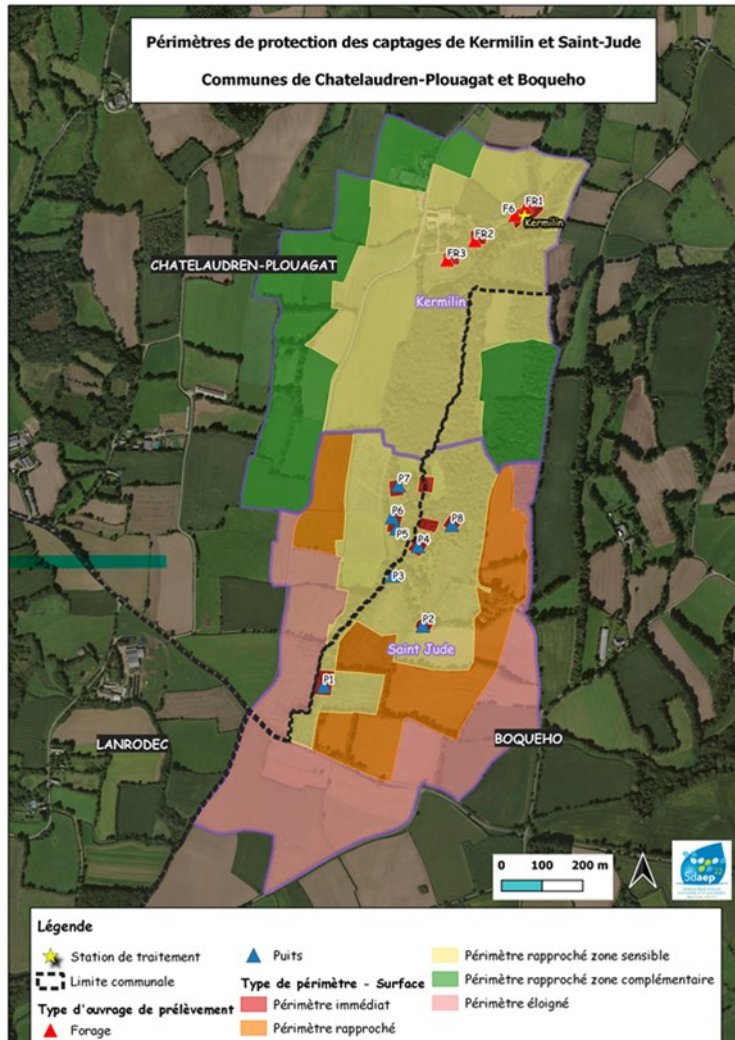 Périmètres de protection des captages de Kermilin et Saint-Jude
Communes de Chatelaudren-Plouagat et Boqueho
F6
FR1
Kermilin
FR2
FR3
CHATELAUDREN-PLOUAGAT
Kermilin
P7
P6
P8
P5
P4
P3
P2
Saint Jude
P1
LANRODEC
BOQUEHO
0 100 200 m
N
Sdaep
22
Légende
Station de traitement
Limite communale
Type d'ouvrage de prélèvement
Forage
Puits
Type de périmètre - Surface
Périmètre immédiat
Périmètre rapproché
Périmètre rapproché zone sensible
Périmètre rapproché zone complémentaire
Périmètre éloigné